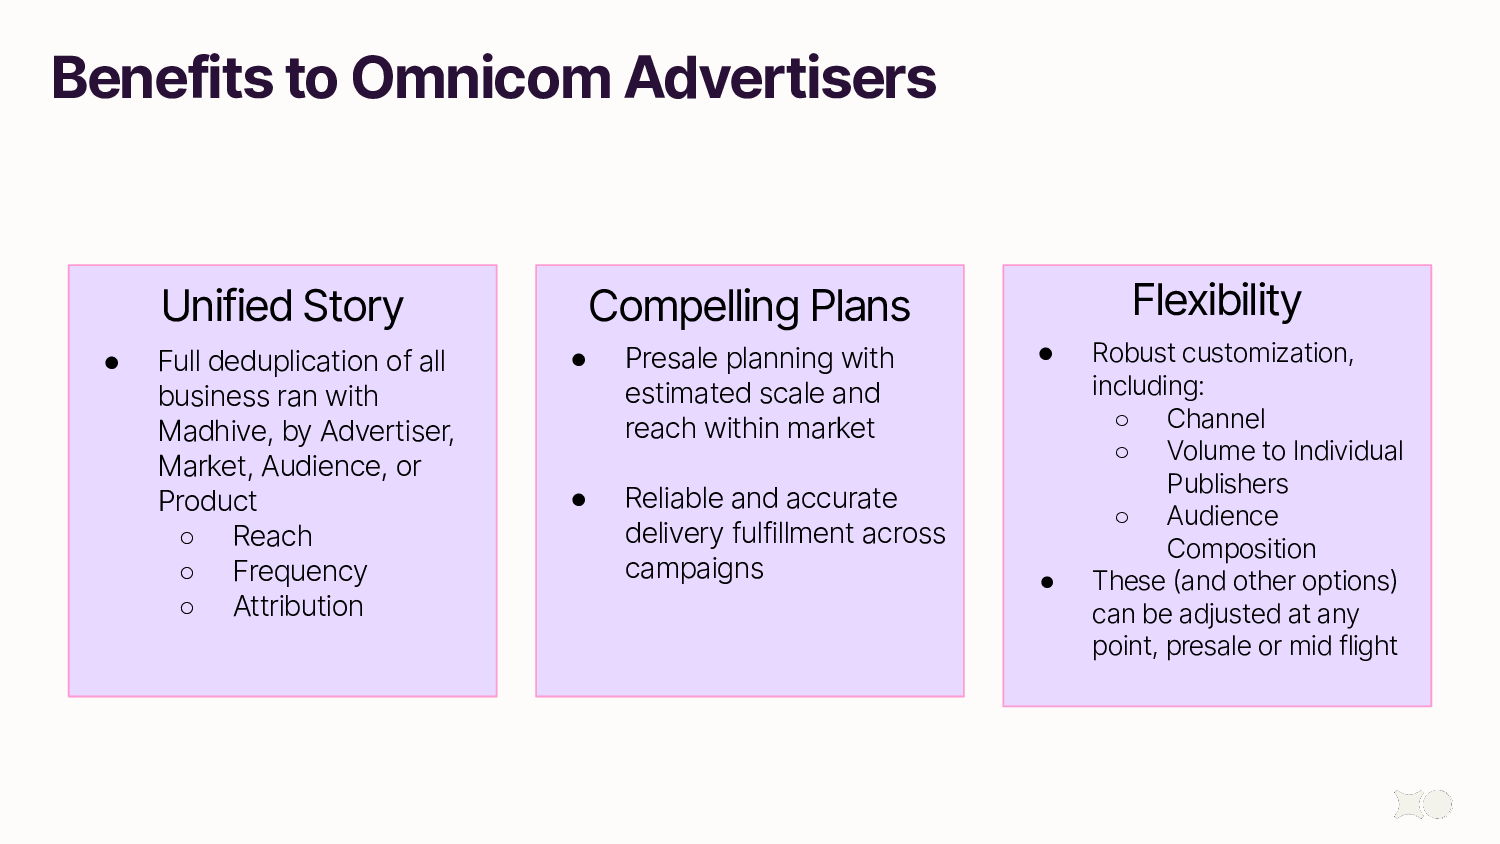 Benefits to Omnicom Advertisers
Unified Story
● Full deduplication of all
business ran with
Madhive, by Advertiser,
Market, Audience, or
Product
○ Reach
○ Frequency
○ Attribution
Compelling Plans
● Presale planning with
estimated scale and
reach within market
● Reliable and accurate
delivery fulfillment across
campaigns
Flexibility
● Robust customization,
including:
○ Channel
○ Volume to Individual
Publishers
○ Audience
Composition
● These (and other options)
can be adjusted at any
point, presale or mid flight